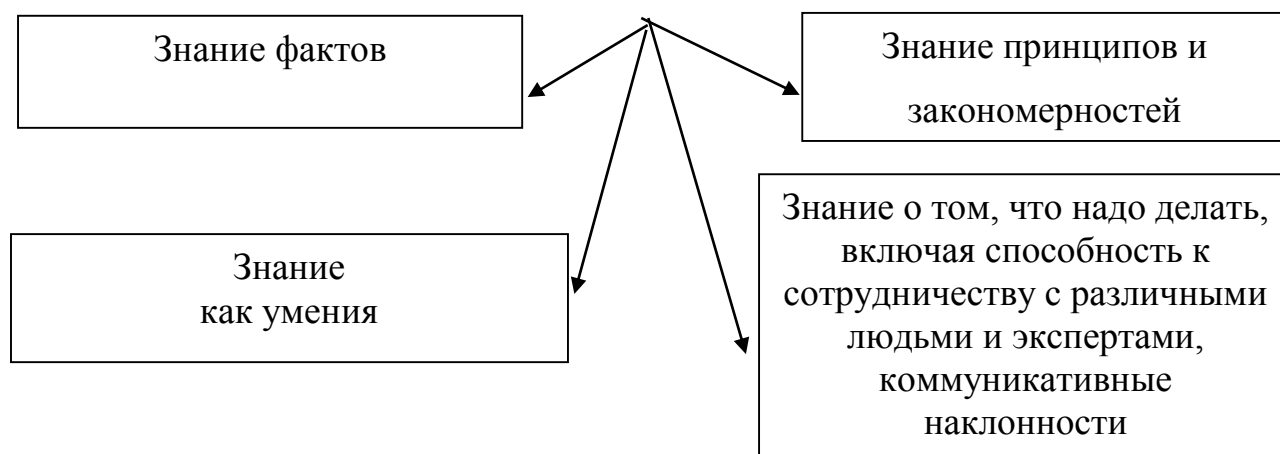 Знание фактов
Знание принципов и
закономерностей
Знание
как умения
Знание о том, что надо делать,
включая способность к
сотрудничеству с различными
людьми и экспертами,
коммуникативные
наклонности